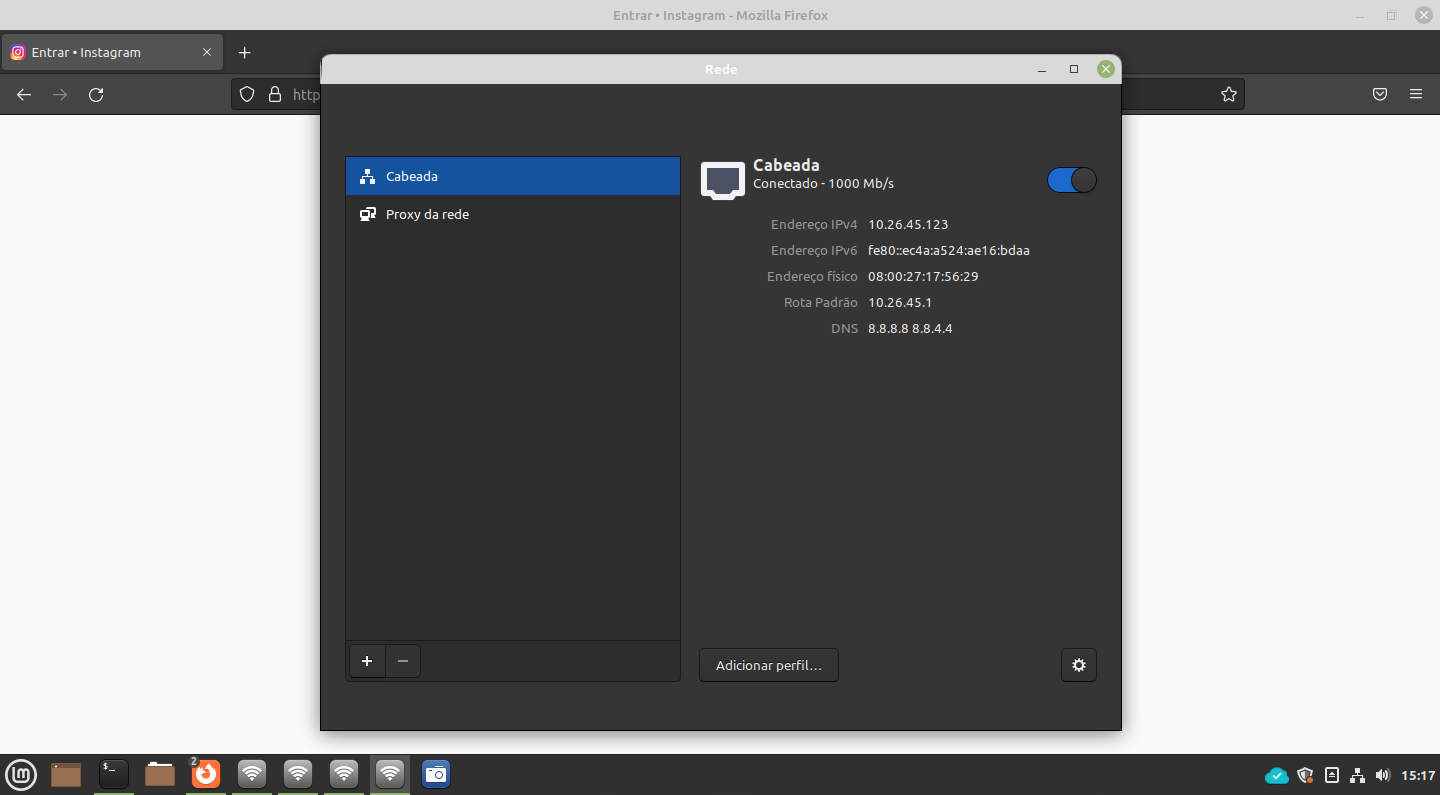 Entrar • Instagram - Mozilla Firefox
Entrar • Instagram
http
Rede
Cabeada
Proxy da rede
Cabeada
Conectado - 1000 Mb/s
Endereço IPv4 10.26.45.123
Endereço IPv6 fe80::ec4a:a524:ae16:bdaa
Endereço físico 08:00:27:17:56:29
Rota Padrão 10.26.45.1
DNS 8.8.8.8 8.8.4.4
Adicionar perfil…
$_
2
15:17